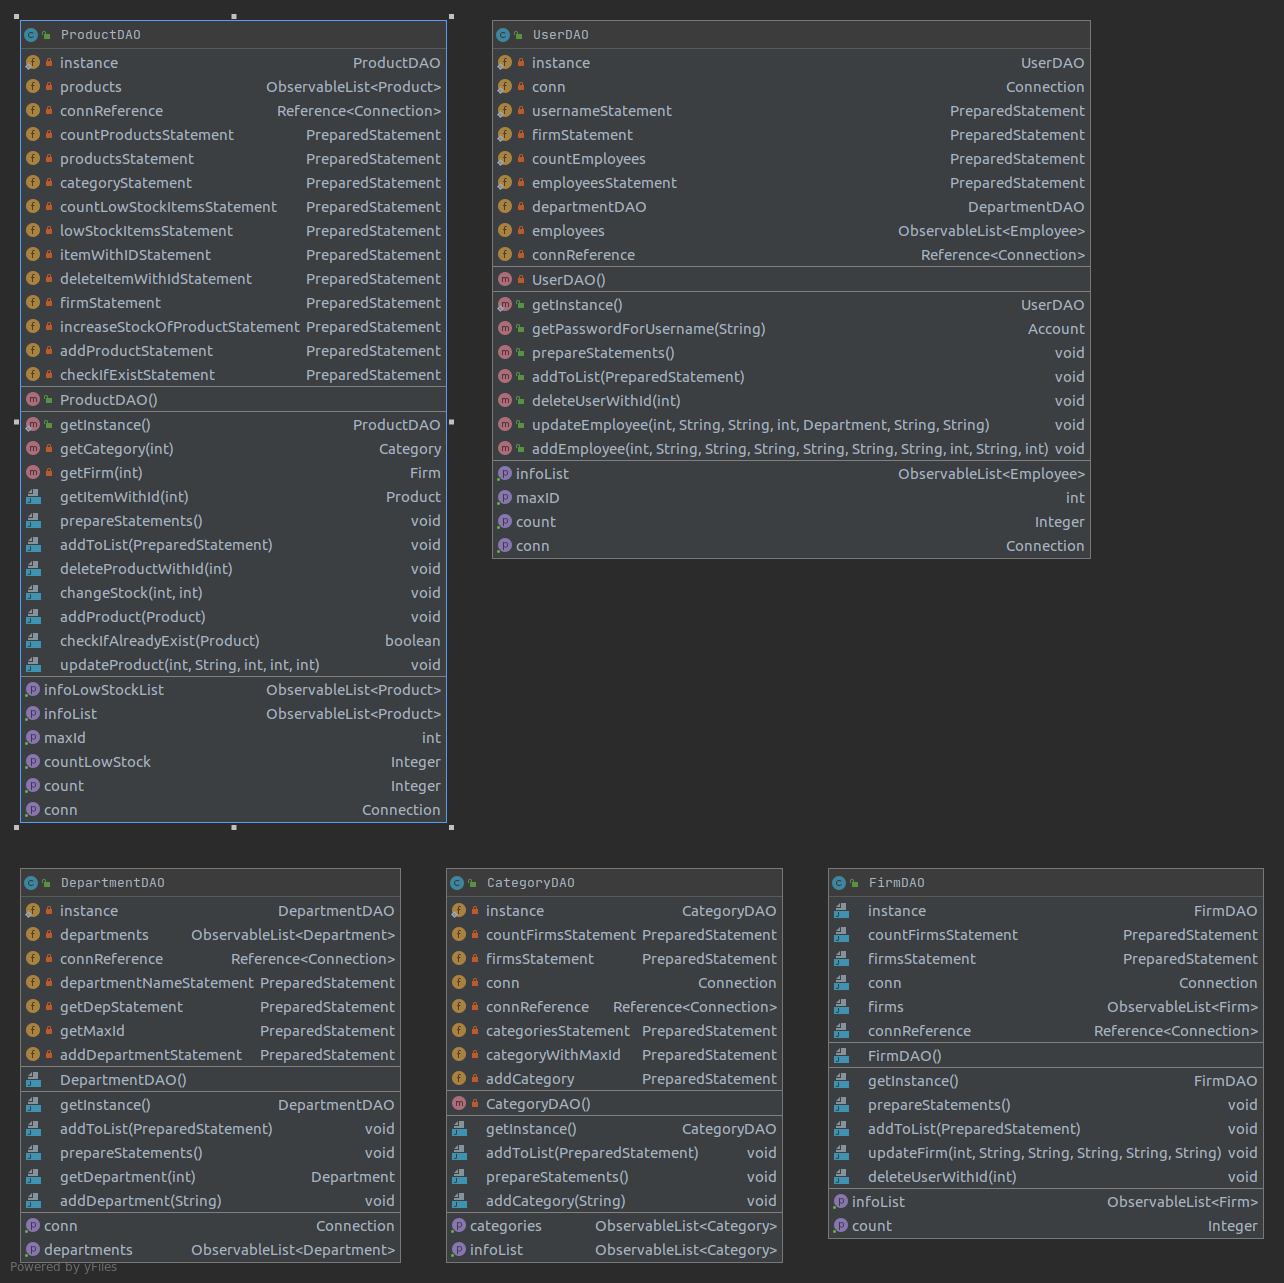 ProductDAO
instance ProductDAO
products ObservableList<Product>
connReference Reference<Connection>
countProductsStatement PreparedStatement
productsStatement PreparedStatement
categoryStatement PreparedStatement
countLowStockItemsStatement PreparedStatement
lowStockItemsStatement PreparedStatement
itemWithIDStatement PreparedStatement
deleteItemWithIdStatement PreparedStatement
firmStatement PreparedStatement
increaseStockOfProductStatement PreparedStatement
addProductStatement PreparedStatement
checkIfExistStatement PreparedStatement
ProductDAO()
getInstance() ProductDAO
getCategory(int) Category
getFirm(int) Firm
getItemWithId(int) Product
prepareStatements() void
addToList(PreparedStatement) void
deleteProductWithId(int) void
changeStock(int, int) void
addProduct(Product) void
checkIfAlreadyExist(Product) boolean
updateProduct(int, String, int, int, int) void
infoLowStockList ObservableList<Product>
infoList ObservableList<Product>
maxId int
countLowStock Integer
count Integer
conn Connection
UserDAO
instance UserDAO
conn Connection
usernameStatement PreparedStatement
firmStatement PreparedStatement
countEmployees PreparedStatement
employeesStatement PreparedStatement
departmentDAO DepartmentDAO
employees ObservableList<Employee>
connReference Reference<Connection>
UserDAO()
getInstance() UserDAO
getPasswordForUsername(String) Account
prepareStatements() void
addToList(PreparedStatement) void
deleteUserWithId(int) void
updateEmployee(int, String, String, int, Department, String, String) void
addEmployee(int, String, String, String, String, String, String, int, String, int) void
infoList ObservableList<Employee>
maxID int
count Integer
conn Connection
DepartmentDAO
instance DepartmentDAO
departments ObservableList<Department>
connReference Reference<Connection>
departmentNameStatement PreparedStatement
getDepStatement PreparedStatement
getMaxId PreparedStatement
addDepartmentStatement PreparedStatement
DepartmentDAO()
getInstance() DepartmentDAO
addToList(PreparedStatement) void
prepareStatements() void
getDepartment(int) Department
addDepartment(String) void
conn Connection
departments ObservableList<Department>
CategoryDAO
instance CategoryDAO
countFirmsStatement PreparedStatement
firmsStatement PreparedStatement
conn Connection
connReference Reference<Connection>
categoriesStatement PreparedStatement
categoryWithMaxId PreparedStatement
addCategory PreparedStatement
CategoryDAO()
getInstance() CategoryDAO
addToList(PreparedStatement) void
prepareStatements() void
addCategory(String) void
categories ObservableList<Category>
infoList ObservableList<Category>
FirmDAO
instance FirmDAO
countFirmsStatement PreparedStatement
firmsStatement PreparedStatement
conn Connection
firms ObservableList<Firm>
connReference Reference<Connection>
FirmDAO()
getInstance() FirmDAO
prepareStatements() void
addToList(PreparedStatement) void
updateFirm(int, String, String, String, String, String) void
deleteUserWithId(int) void
infoList ObservableList<Firm>
count Integer
Powered by yFiles